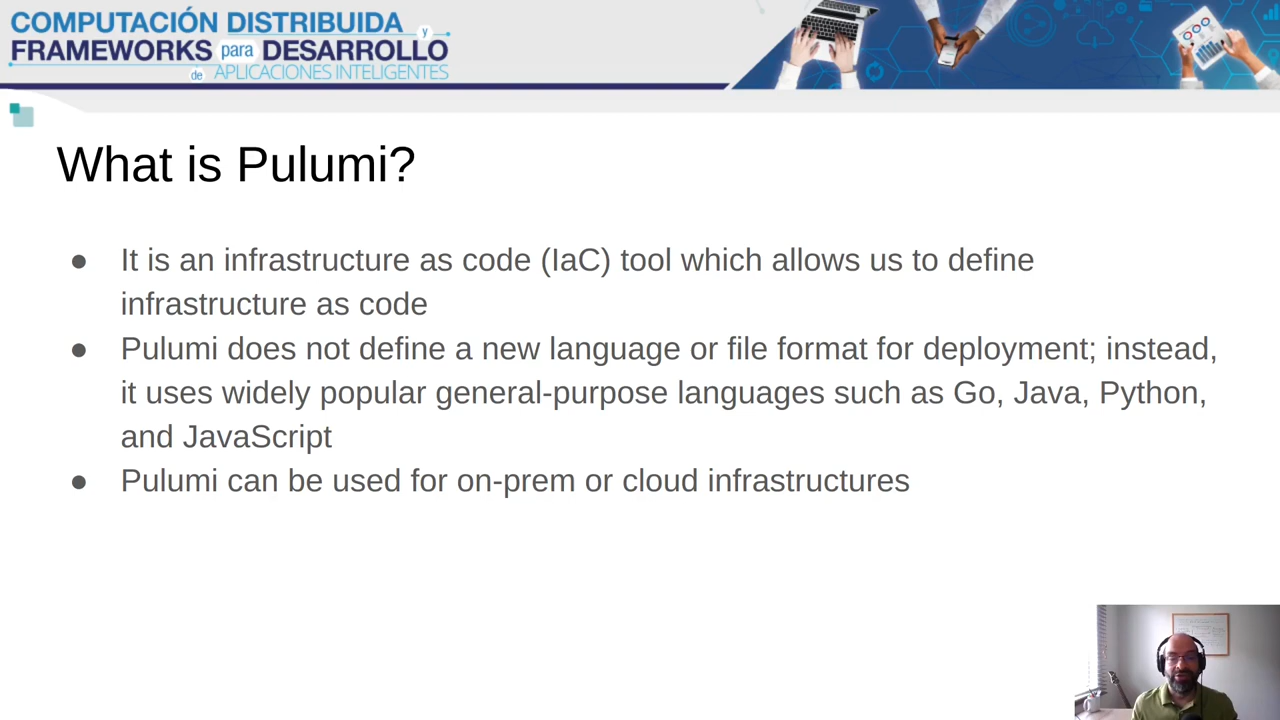 COMPUTACIÓN DISTRIBUIDA y
FRAMEWORKS para DESARROLLO
de APLICACIONES INTELIGENTES
What is Pulumi?
● It is an infrastructure as code (IaC) tool which allows us to define
infrastructure as code
● Pulumi does not define a new language or file format for deployment; instead,
it uses widely popular general-purpose languages such as Go, Java, Python,
and JavaScript
● Pulumi can be used for on-prem or cloud infrastructures